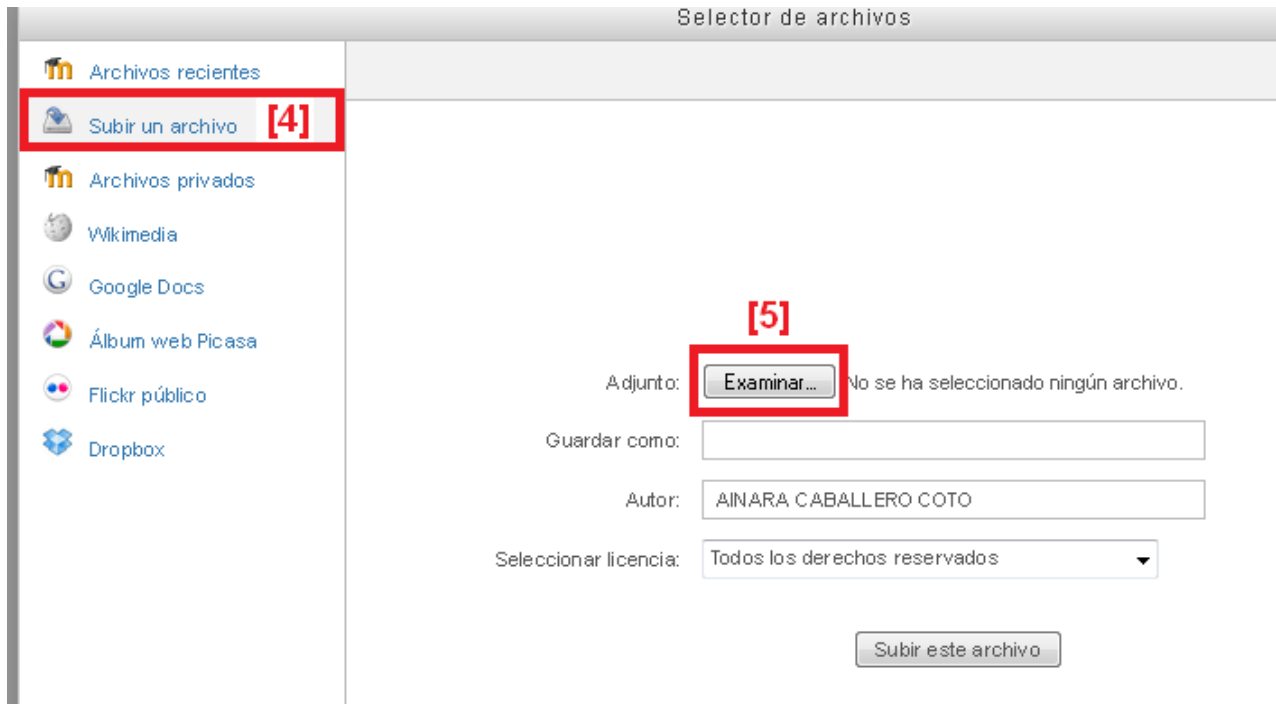 Selector de archivos
Archivos recientes
Subir un archivo [4]
Archivos privados
Wikimedia
Google Docs
Álbum web Picasa
Flickr público
Dropbox
[5]
Adjunto: Examinar... No se ha seleccionado ningún archivo.
Guardar como:
Autor: AINARA CABALLERO COTO
Seleccionar licencia: Todos los derechos reservados
Subir este archivo